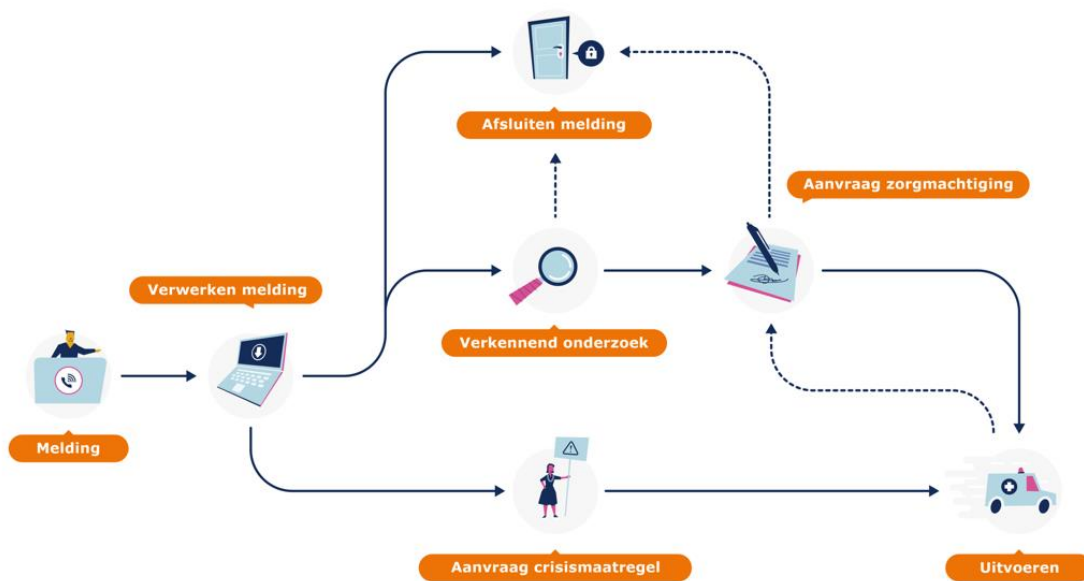 Afsluiten melding
Aanvraag zorgmachtiging
Verwerken melding
Verkennend onderzoek
Melding
Aanvraag crisismaatregel
Uitvoeren